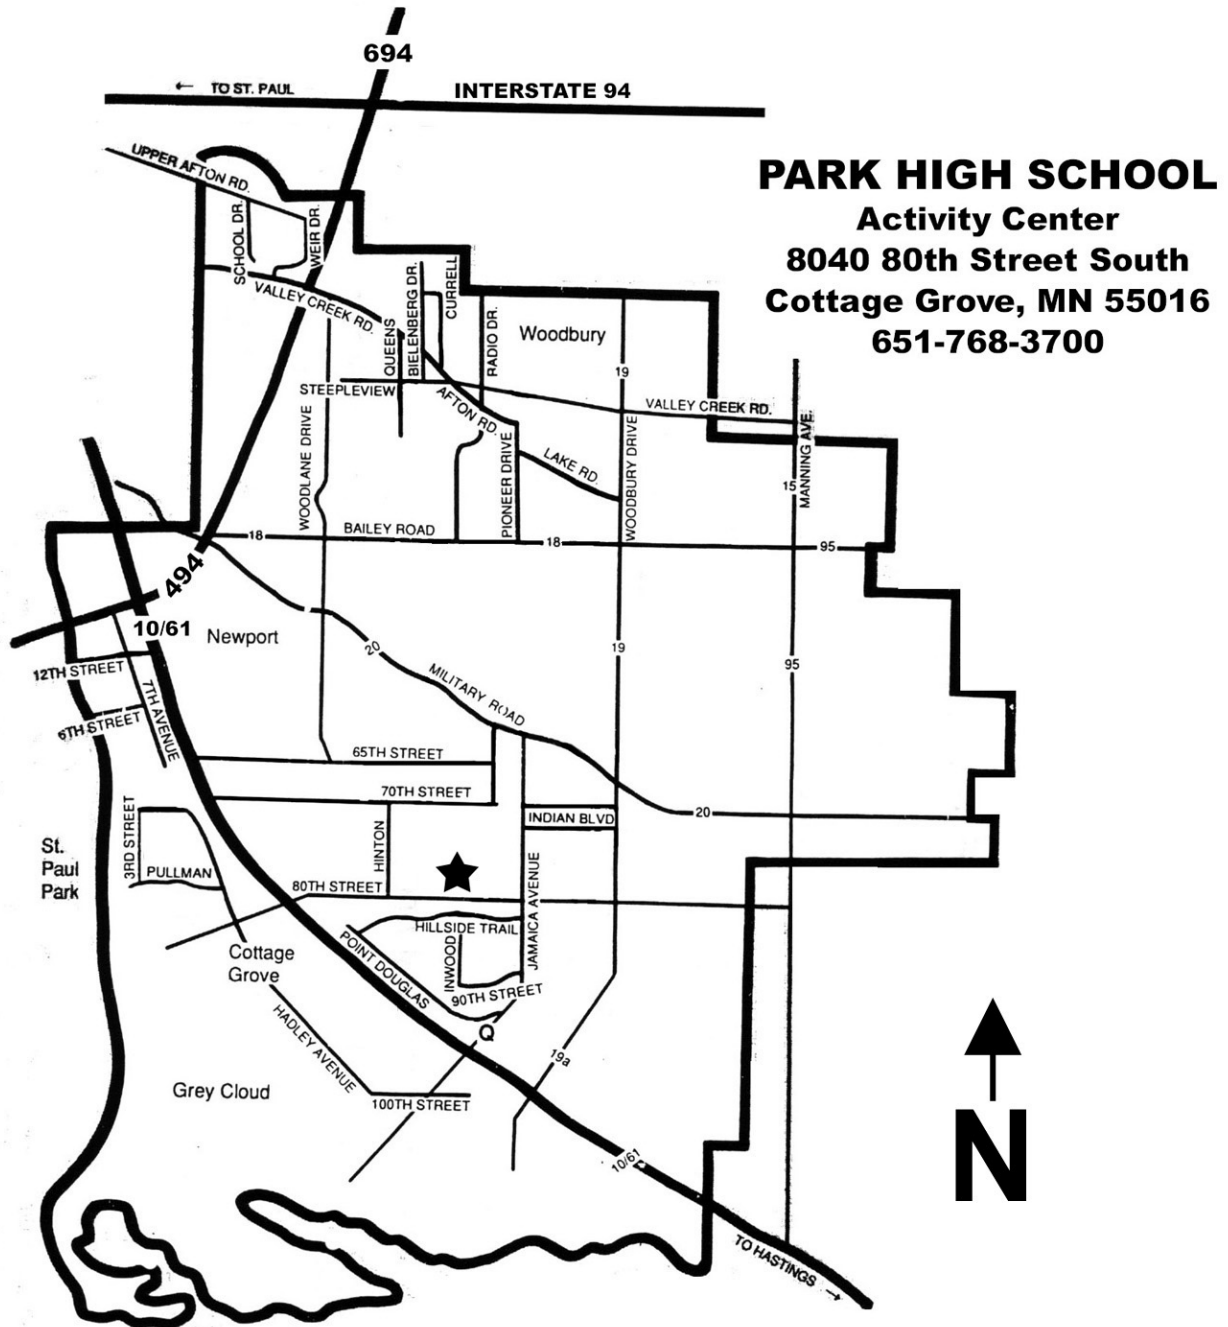 694
← TO ST. PAUL
INTERSTATE 94
UPPER AFTON RD.
PARK HIGH SCHOOL
Activity Center
8040 80th Street South
Cottage Grove, MN 55016
651-768-3700
SCHOOL DR.
WEIR DR.
VALLEY CREEK RD.
QUEENS
BIELENBERG DR.
CURRELL
RADIO DR.
Woodbury
19
STEEPLEVIEW
AFTON RD.
VALLEY CREEK RD.
MANNING AVE.
WOODLANE DRIVE
PIONEER DRIVE
LAKE RD.
WOODBURY DRIVE
15
18
BAILEY ROAD
18
95
494
10/61
Newport
20
19
95
12TH STREET
7TH AVENUE
MILITARY ROAD
6TH STREET
65TH STREET
70TH STREET
20
3RD STREET
HINTON
INDIAN BLVD
St.
Paul
Park
PULLMAN
80TH STREET
JAMAICA AVENUE
HILLSIDE TRAIL
Cottage
Grove
POINT DOUGLAS
INWOOD
90TH STREET
Q
HADLEY AVENUE
19a
Grey Cloud
100TH STREET
10/61
N
TO HASTINGS →